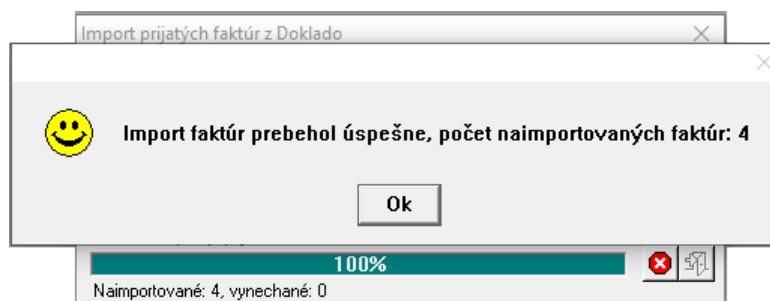 Import prijatých faktúr z Doklado
Import faktúr prebehol úspešne, počet naimportovaných faktúr: 4
Ok
100%
Naimportované: 4, vynechané: 0